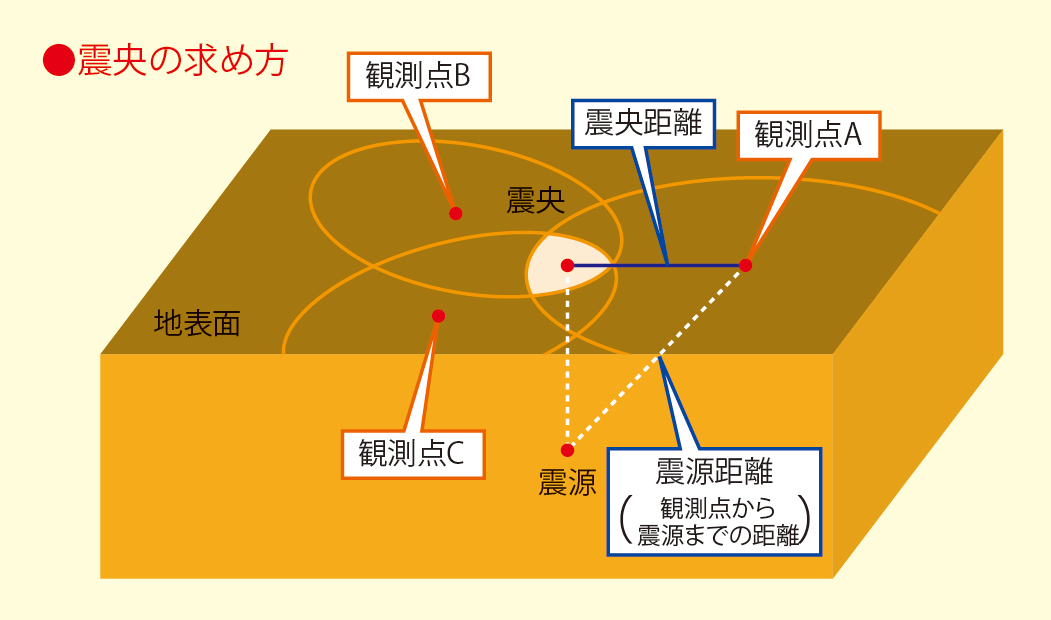 ●震央の求め方
観測点B
震央距離
観測点A
震央
地表面
観測点C
震源
震源距離
(観測点から
震源までの距離)